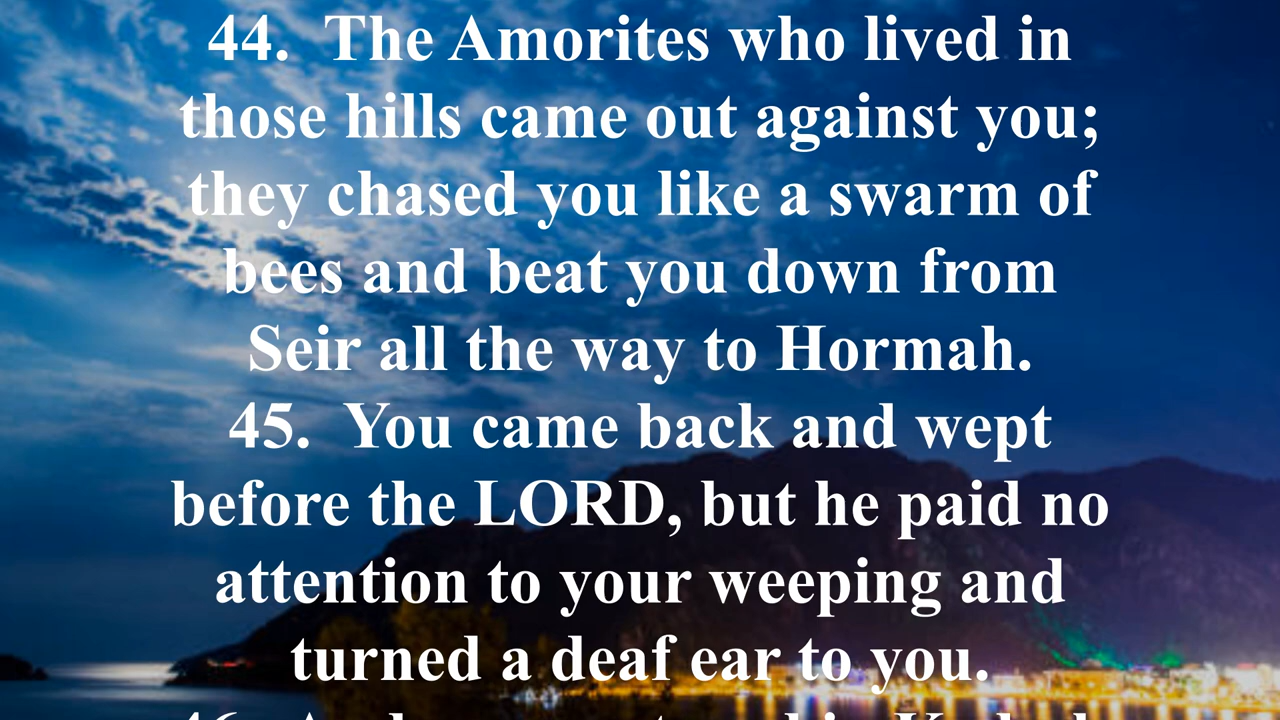 44.  The Amorites who lived in
those hills came out against you;
they chased you like a swarm of
bees and beat you down from
Seir all the way to Hormah.
45.  You came back and wept
before the LORD, but he paid no
attention to your weeping and
turned a deaf ear to you.